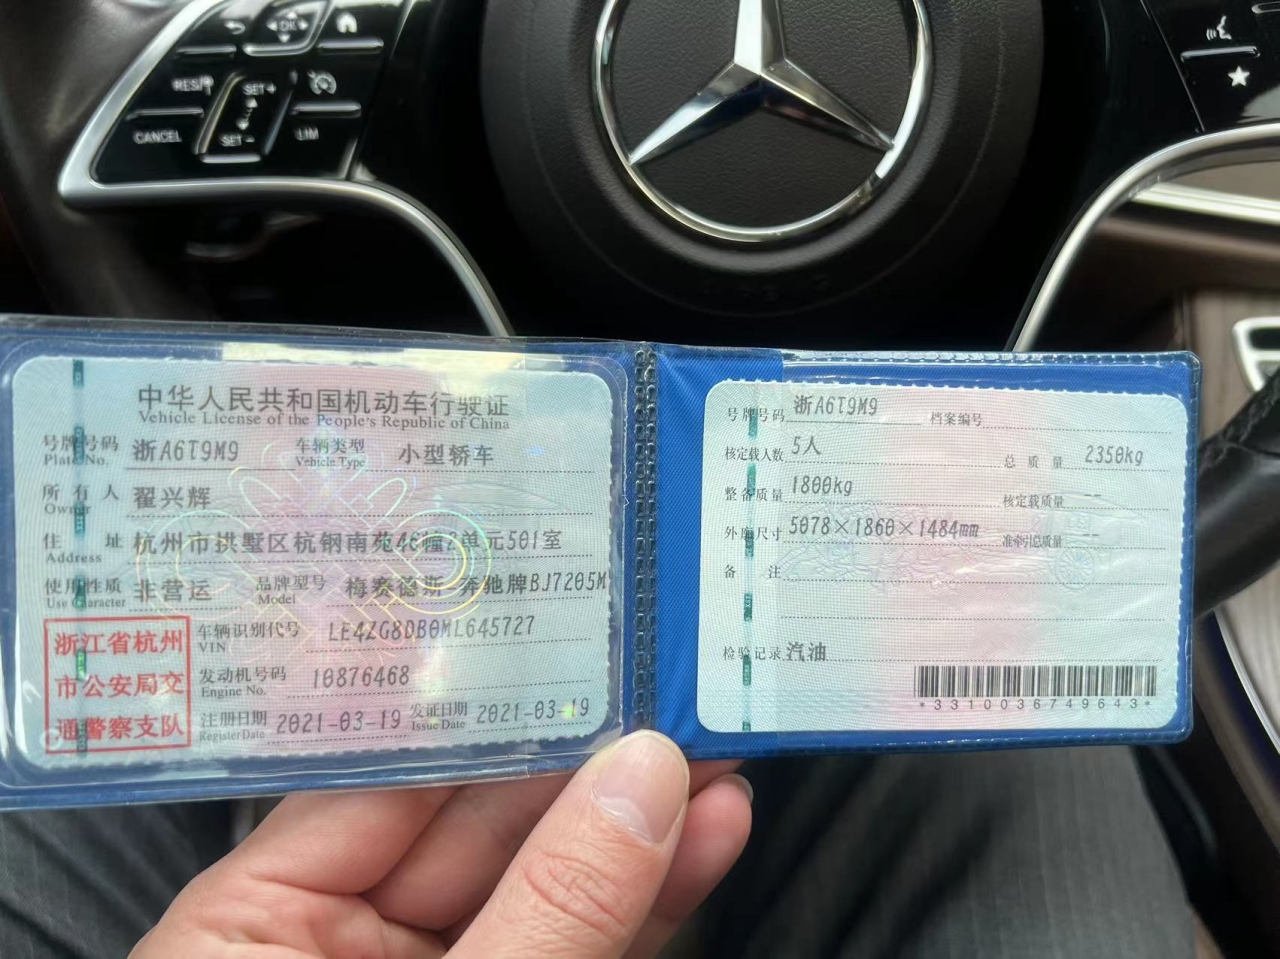 RES
SET+
CANCEL
SET-
LIM
中华人民共和国机动车行驶证
Vehicle License of the People's Republic of China
号牌号码 浙A6T9M9 车辆类型 小型轿车
Plate No. Vehicle Type
所有人 翟兴辉
Owner
住址 杭州市拱墅区杭钢南苑46幢2单元501室
Address
使用性质 非营运 品牌型号 梅赛德斯-奔驰牌BJ7205M
Use Character Model
浙江省杭州
市公安局交
通警察支队
车辆识别代号 LE4ZG8DB0ML645727
VIN
发动机号码 10876468
Engine No.
注册日期 2021-03-19 发证日期 2021-03-19
Register Date Issue Date
号牌号码 浙A6T9M9 档案编号
核定载人数 5人 总质量 2350kg
整备质量 1800kg 核定载质量 --
外廓尺寸 5078×1860×1484mm 准牵引总质量 --
备注
检验记录 汽油
*3310036749643*